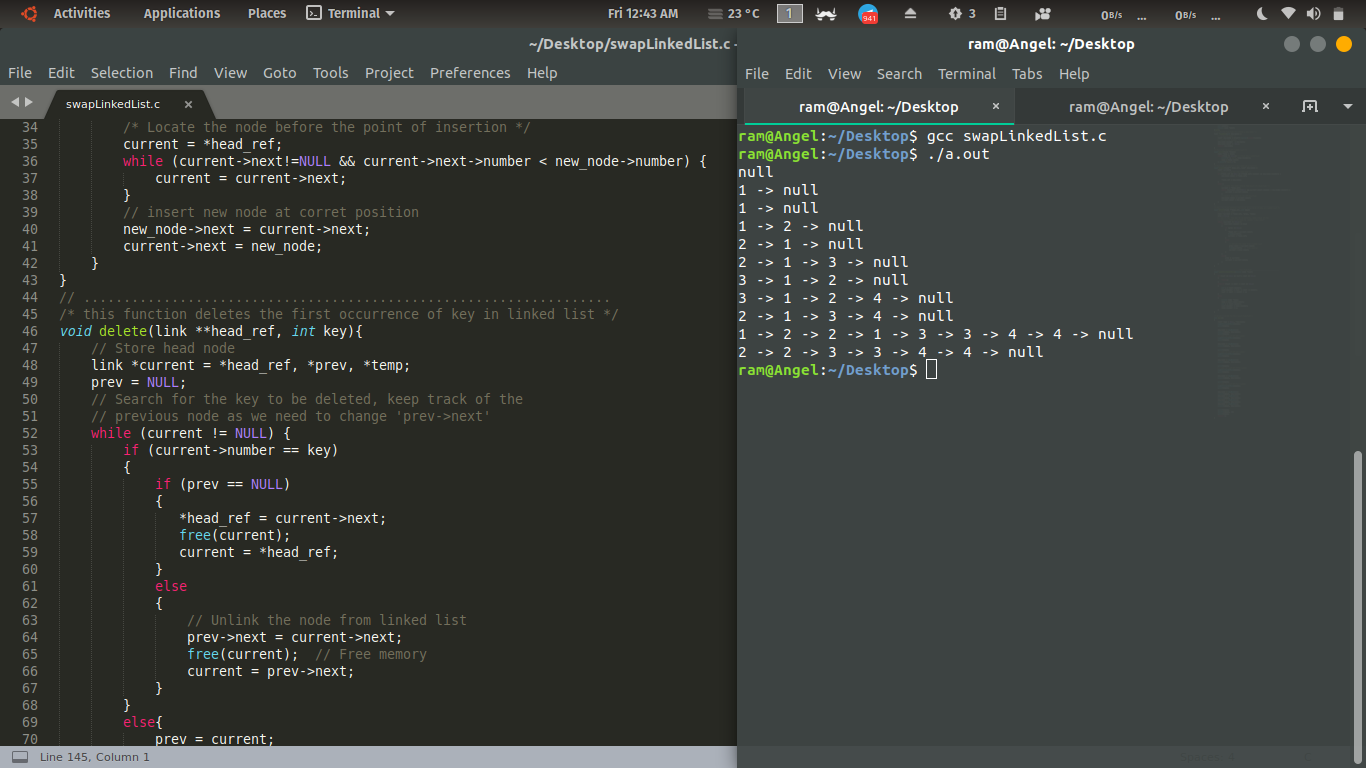 Activities Applications Places Terminal Fri 12:43 AM 23 °C 1 941 3 0B/s ... 0B/s ...
~/Desktop/swapLinkedList.c -
File Edit Selection Find View Goto Tools Project Preferences Help
swapLinkedList.c ×
34 /* Locate the node before the point of insertion */
35 current = *head_ref;
36 while (current->next!=NULL && current->next->number < new_node->number) {
37 current = current->next;
38 }
39 // insert new node at corret position
40 new_node->next = current->next;
41 current->next = new_node;
42 }
43 }
44 // ..................................................................
45 /* this function deletes the first occurrence of key in linked list */
46 void delete(link **head_ref, int key){
47 // Store head node
48 link *current = *head_ref, *prev, *temp;
49 prev = NULL;
50 // Search for the key to be deleted, keep track of the
51 // previous node as we need to change 'prev->next'
52 while (current != NULL) {
53 if (current->number == key)
54 {
55 if (prev == NULL)
56 {
57 *head_ref = current->next;
58 free(current);
59 current = *head_ref;
60 }
61 else
62 {
63 // Unlink the node from linked list
64 prev->next = current->next;
65 free(current); // Free memory
66 current = prev->next;
67 }
68 }
69 else{
70 prev = current;
Line 145, Column 1
ram@Angel: ~/Desktop
File Edit View Search Terminal Tabs Help
ram@Angel: ~/Desktop × ram@Angel: ~/Desktop ×
ram@Angel:~/Desktop$ gcc swapLinkedList.c
ram@Angel:~/Desktop$ ./a.out
null
1 -> null
1 -> null
1 -> 2 -> null
2 -> 1 -> null
2 -> 1 -> 3 -> null
3 -> 1 -> 2 -> null
3 -> 1 -> 2 -> 4 -> null
2 -> 1 -> 3 -> 4 -> null
1 -> 2 -> 2 -> 1 -> 3 -> 3 -> 4 -> 4 -> null
2 -> 2 -> 3 -> 3 -> 4 -> 4 -> null
ram@Angel:~/Desktop$